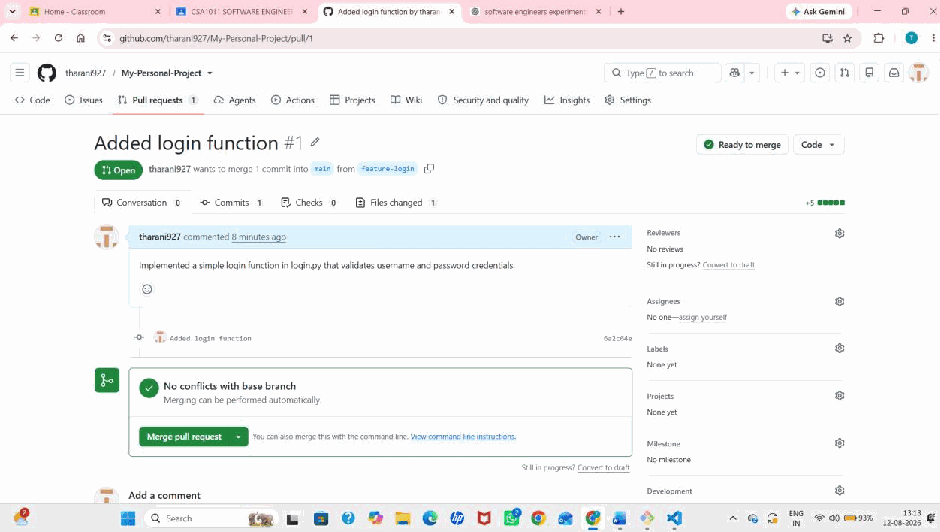 Home - Classroom
CSA1011 SOFTWARE ENGINEER
Added login function by tharan
software engineers experiment
Ask Gemini
github.com/tharani927/My-Personal-Project/pull/1
T
tharani927 / My-Personal-Project
Type / to search
Code
Issues
Pull requests 1
Agents
Actions
Projects
Wiki
Security and quality
Insights
Settings
Added login function #1
Ready to merge
Code
Open
tharani927 wants to merge 1 commit into main from feature-login
Conversation 0
Commits 1
Checks 0
Files changed 1
+5
tharani927 commented 8 minutes ago
Owner
Implemented a simple login function in login.py that validates username and password credentials
Added login function
No conflicts with base branch
Merging can be performed automatically.
Merge pull request
You can also merge this with the command line. View command line instructions.
Still in progress? Convert to draft
Add a comment
Reviewers
No reviews
Still in progress? Convert to draft
Assignees
No one—assign yourself
Labels
None yet
Projects
None yet
Milestone
No milestone
Development
Search
ENG
IN
93%
13:13
12-08-2026